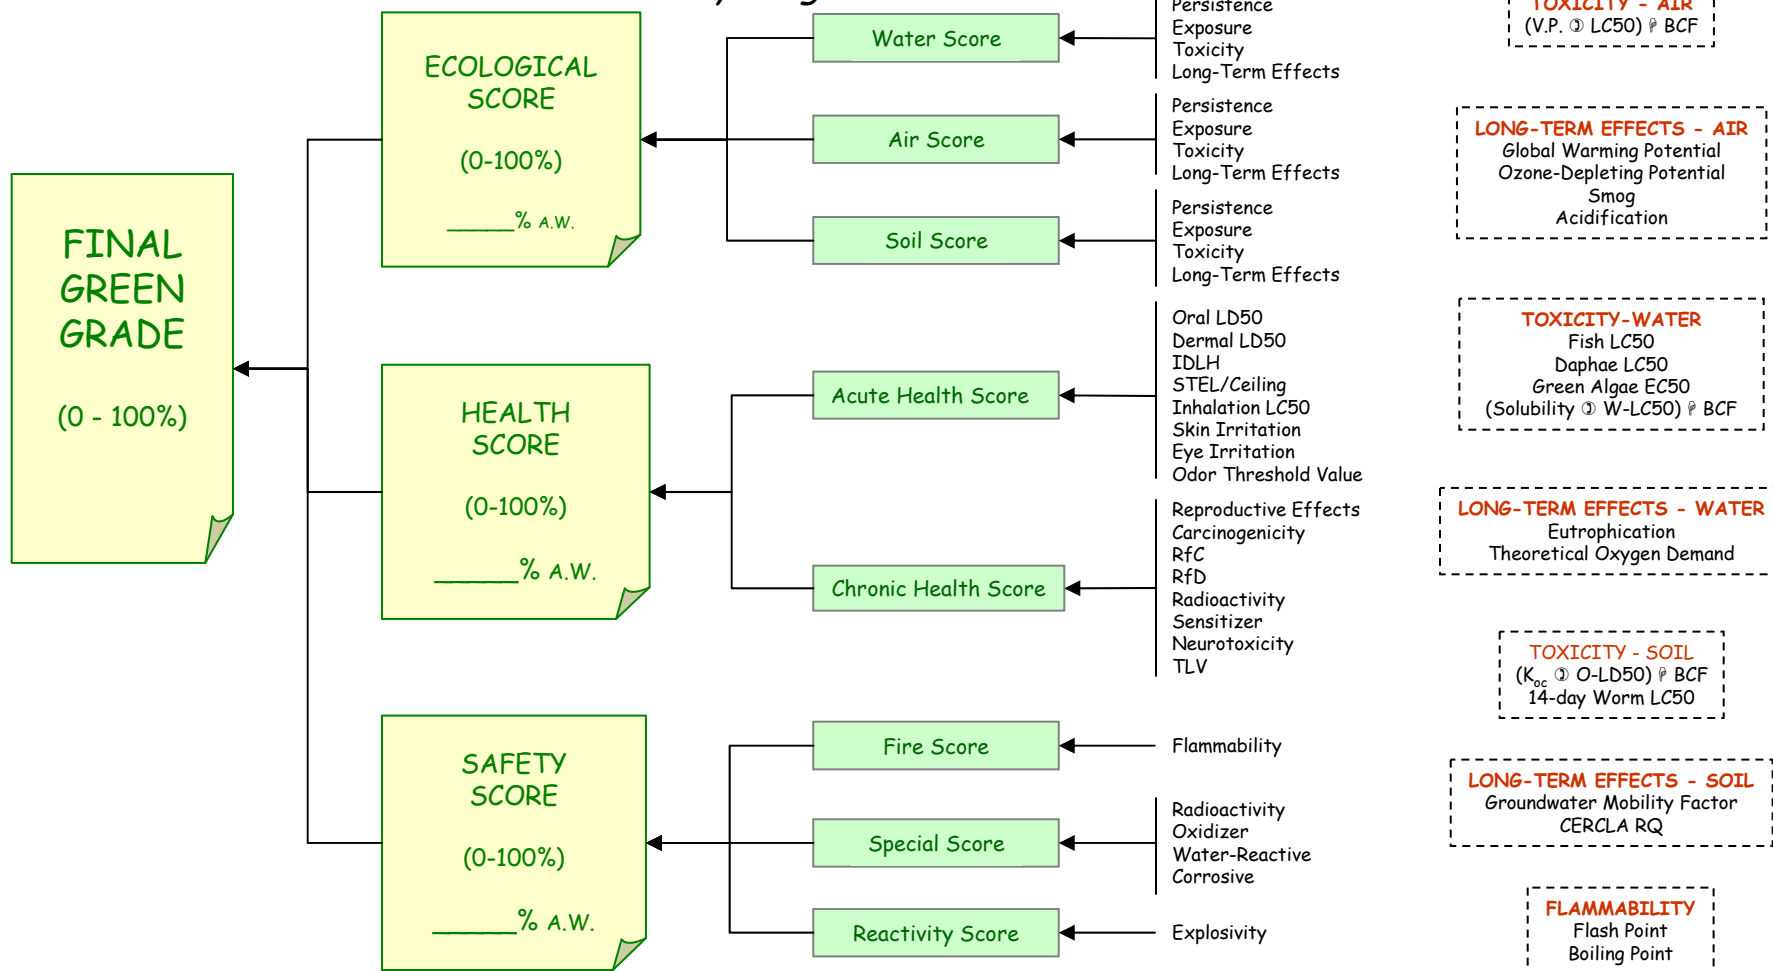 FINAL
GREEN
GRADE
(0 - 100%)
ECOLOGICAL
SCORE
(0-100%)
_____% A.W.
HEALTH
SCORE
(0-100%)
_____% A.W.
SAFETY
SCORE
(0-100%)
_____% A.W.
Water Score
Air Score
Soil Score
Acute Health Score
Chronic Health Score
Fire Score
Special Score
Reactivity Score
Persistence
Exposure
Toxicity
Long-Term Effects
Persistence
Exposure
Toxicity
Long-Term Effects
Persistence
Exposure
Toxicity
Long-Term Effects
Oral LD50
Dermal LD50
IDLH
STEL/Ceiling
Inhalation LC50
Skin Irritation
Eye Irritation
Odor Threshold Value
Reproductive Effects
Carcinogenicity
RfC
RfD
Radioactivity
Sensitizer
Neurotoxicity
TLV
Flammability
Radioactivity
Oxidizer
Water-Reactive
Corrosive
Explosivity
TOXICITY - AIR
(V.P. LC50) BCF
LONG-TERM EFFECTS - AIR
Global Warming Potential
Ozone-Depleting Potential
Smog
Acidification
TOXICITY-WATER
Fish LC50
Daphae LC50
Green Algae EC50
(Solubility W-LC50) BCF
LONG-TERM EFFECTS - WATER
Eutrophication
Theoretical Oxygen Demand
TOXICITY - SOIL
(Koc O-LD50) BCF
14-day Worm LC50
LONG-TERM EFFECTS - SOIL
Groundwater Mobility Factor
CERCLA RQ
FLAMMABILITY
Flash Point
Boiling Point